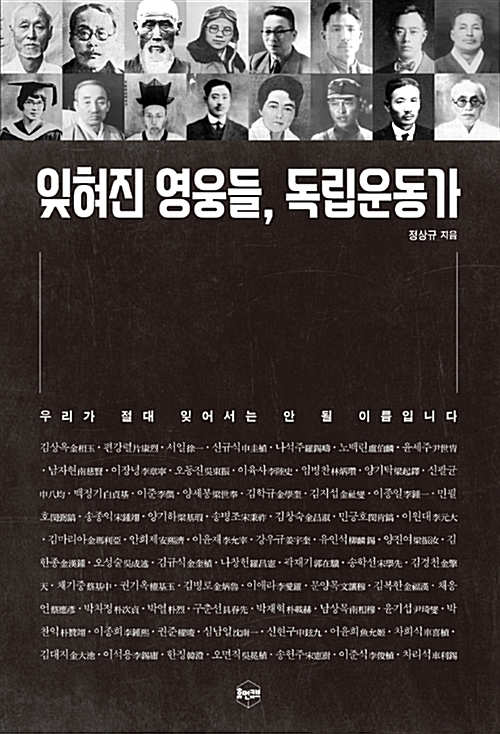 잊혀진 영웅들, 독립운동가
정상규 지음
우리가 절대 잊어서는 안 될 이름입니다
김상옥金相玉 · 편강렬片康烈 · 서일徐一 · 신규식申圭植 · 나석주羅錫疇 · 노백린盧伯麟 · 윤세주尹世胄
· 남자현南慈賢 · 이장녕李章寧 · 오동진吳東振 · 이육사李陸史 · 임병찬林炳瓚 · 양기탁梁起鐸 · 신팔균
申八均 · 백정기白貞基 · 이준李儁 · 양세봉梁世奉 · 김학규金學奎 · 김지섭金祉燮 · 이종일李鍾一 · 민필
호閔弼鎬 · 송종익宋鍾翊 · 양기하梁基瑕 · 송병조宋秉祚 · 김창숙金昌淑 · 민긍호閔肯鎬 · 이원대李元大
· 김마리아金瑪利亞 · 안희제安熙濟 · 이윤재李允宰 · 강우규姜宇奎 · 유인석柳麟錫 · 양진여梁振汝 · 김
한종金漢鍾 · 오성술吳成述 · 김규식金奎植 · 나창헌羅昌憲 · 곽재기郭在驥 · 송학선宋學先 · 김경천金擎
天 · 채기중蔡基中 · 권기옥權基玉 · 김병로金炳魯 · 이애라李愛羅 · 문양목文讓穆 · 김복한金福漢 · 채응
언蔡應彦 · 박차정朴次貞 · 박열朴烈 · 구춘선具春先 · 박재혁朴載赫 · 남상목南相穆 · 윤기섭尹琦燮 · 박
찬익朴贊翊 · 이종희李鍾熙 · 권준權晙 · 심남일沈南一 · 신현구申鉉九 · 어윤희魚允姬 · 차희식車喜植 ·
김대지金大池 · 이석용李錫庸 · 한징韓澄 · 오면직吳冕稙 · 송헌주宋憲澍 · 이준식李俊植 · 차리석車利錫
휴먼큐브